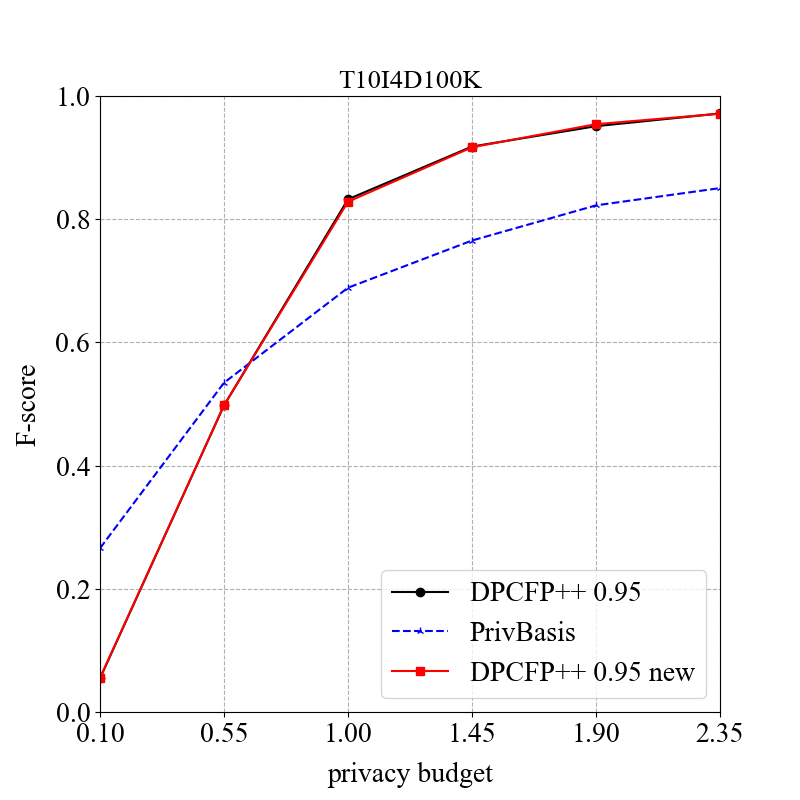 T10I4D100K
1.0
0.8
0.6
0.4
0.2
0.0
F-score
DPCFP++ 0.95
PrivBasis
DPCFP++ 0.95 new
0.10 0.55 1.00 1.45 1.90 2.35
privacy budget